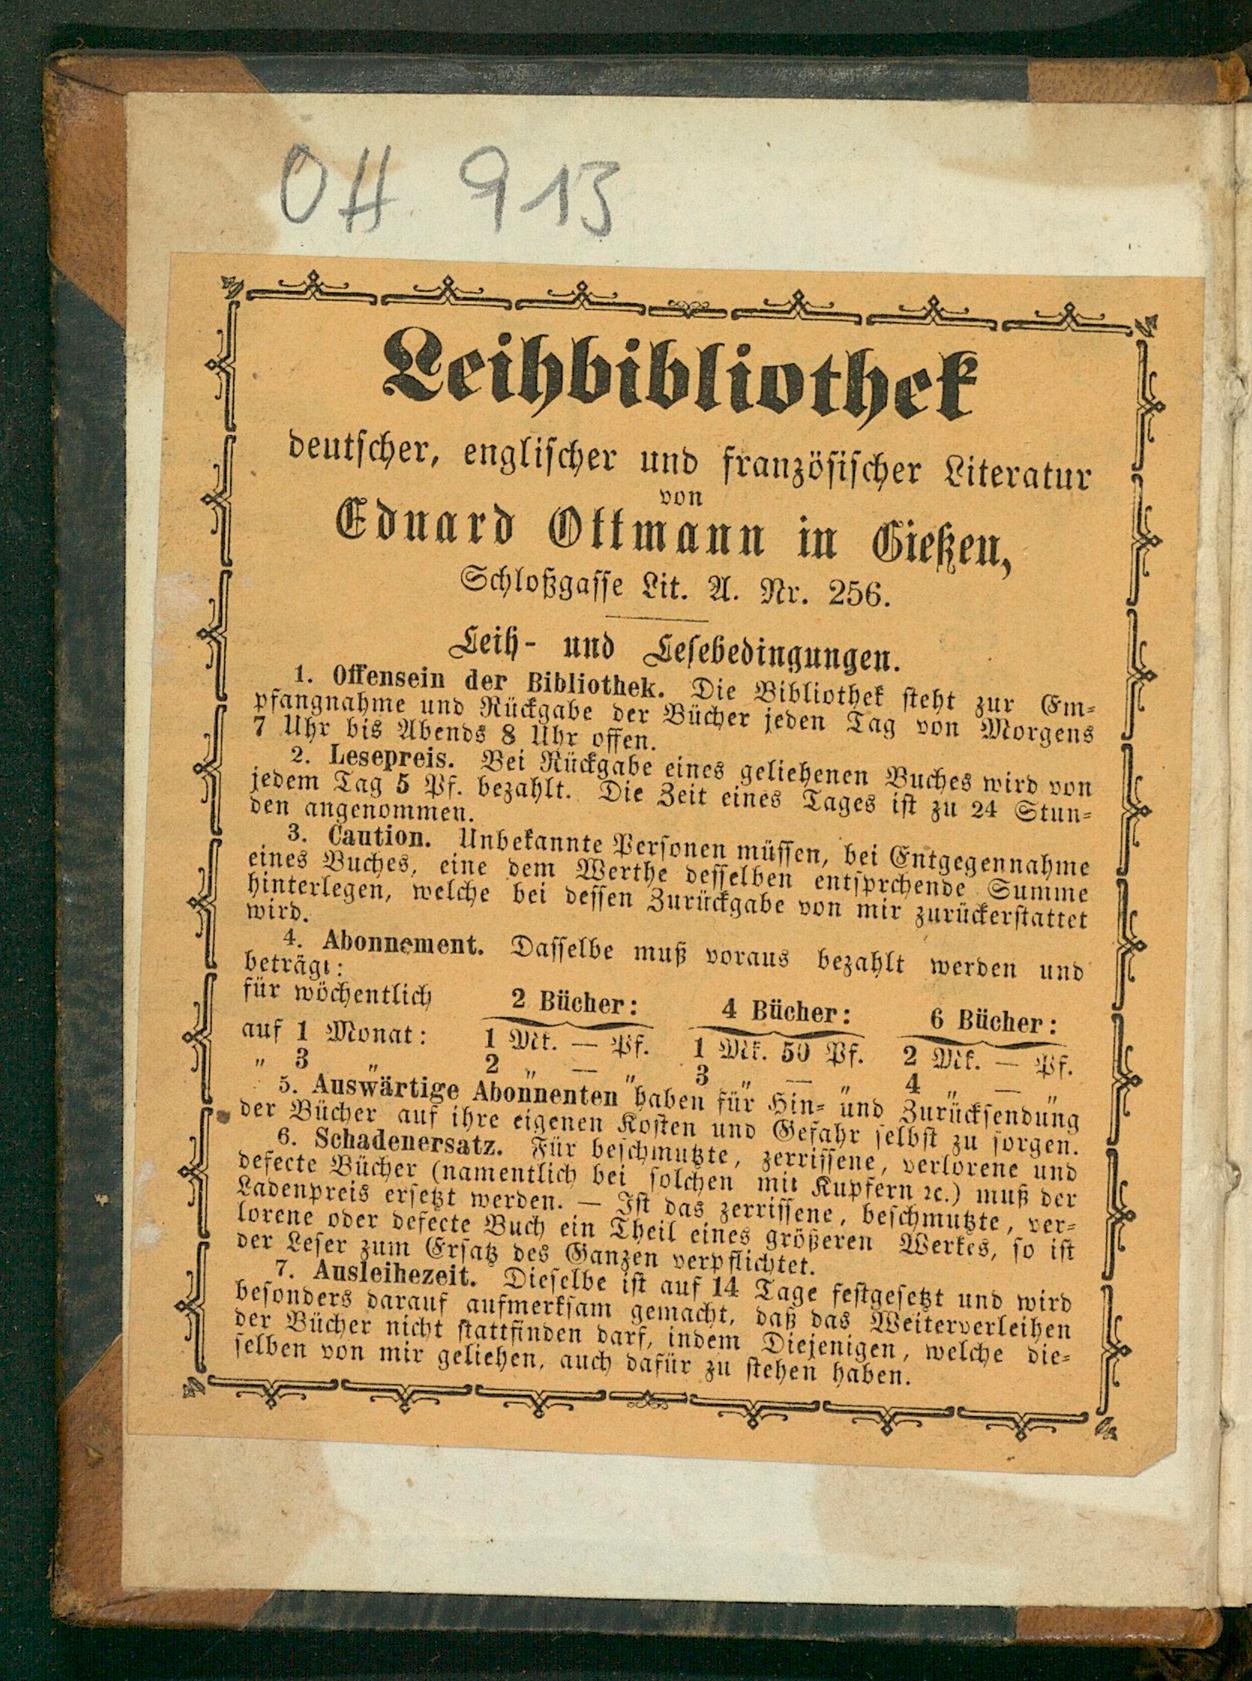 OH 913
Leihbibliothek
deutscher, englischer und französischer Literatur
von
Eduard Ottmann in Gießen,
Schloßgasse Lit. A. Nr. 256.
Leih- und Lesebedingungen.
1. Offensein der Bibliothek. Die Bibliothek steht zur Em-
pfangnahme und Rückgabe der Bücher jeden Tag von Morgens
7 Uhr bis Abends 8 Uhr offen.
2. Lesepreis. Bei Rückgabe eines geliehenen Buches wird von
jedem Tag 5 Pf. bezahlt. Die Zeit eines Tages ist zu 24 Stun-
den angenommen.
3. Caution. Unbekannte Personen müssen, bei Entgegennahme
eines Buches, eine dem Werthe desselben entsprchende Summe
hinterlegen, welche bei dessen Zurückgabe von mir zurückerstattet
wird.
4. Abonnement. Dasselbe muß voraus bezahlt werden und
beträgt:
für wöchentlich 2 Bücher: 4 Bücher: 6 Bücher:
auf 1 Monat: 1 Mk. — Pf. 1 Mk. 50 Pf. 2 Mk. — Pf.
„ 3 „ 2 „ — „ 3 „ — „ 4 „ — „
5. Auswärtige Abonnenten haben für Hin- und Zurücksendung
der Bücher auf ihre eigenen Kosten und Gefahr selbst zu sorgen.
6. Schadenersatz. Für beschmutzte, zerrissene, verlorene und
defecte Bücher (namentlich bei solchen mit Kupfern ꝛc.) muß der
Ladenpreis ersetzt werden. — Ist das zerrissene, beschmutzte, ver-
lorene oder defecte Buch ein Theil eines größeren Werkes, so ist
der Leser zum Ersatz des Ganzen verpflichtet.
7. Ausleihezeit. Dieselbe ist auf 14 Tage festgesetzt und wird
besonders darauf aufmerksam gemacht, daß das Weiterverleihen
der Bücher nicht stattfinden darf, indem Diejenigen, welche die-
selben von mir geliehen, auch dafür zu stehen haben.